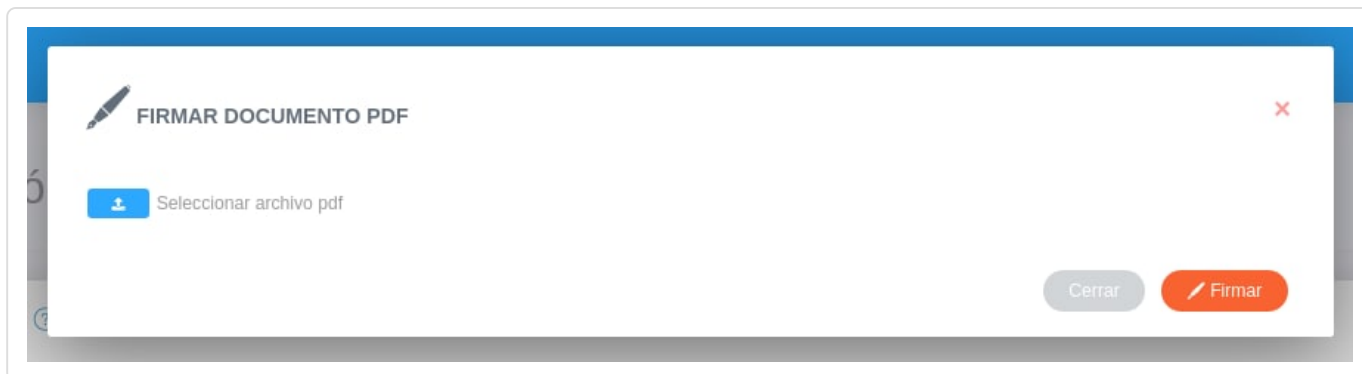 FIRMAR DOCUMENTO PDF
×
ó
Seleccionar archivo pdf
Cerrar
Firmar
?